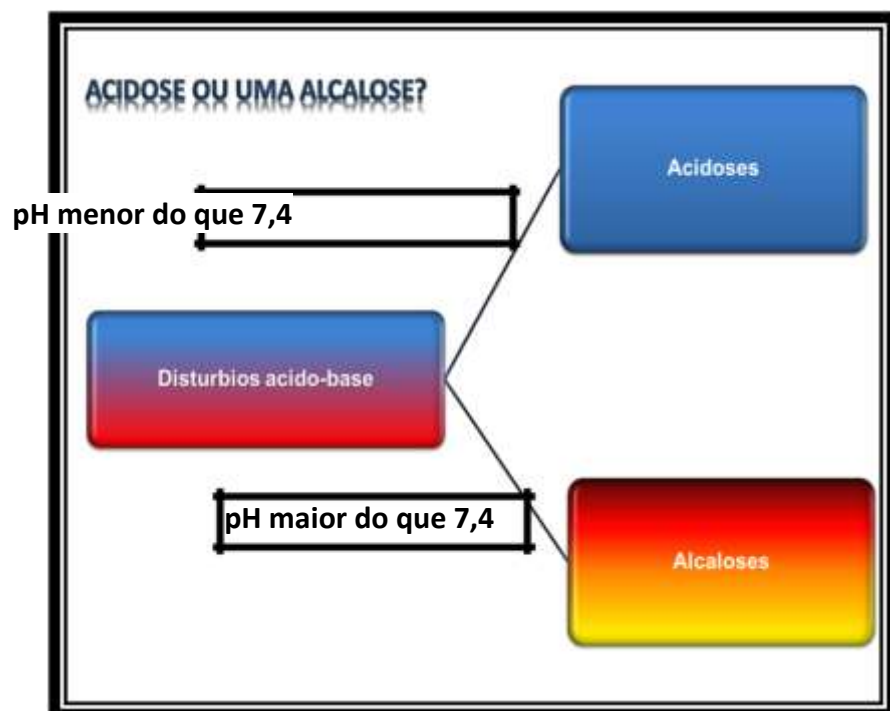 ACIDOSE OU UMA ALCALOSE?
Acidoses
pH menor do que 7,4
Disturbios acido-base
pH maior do que 7,4
Alcaloses